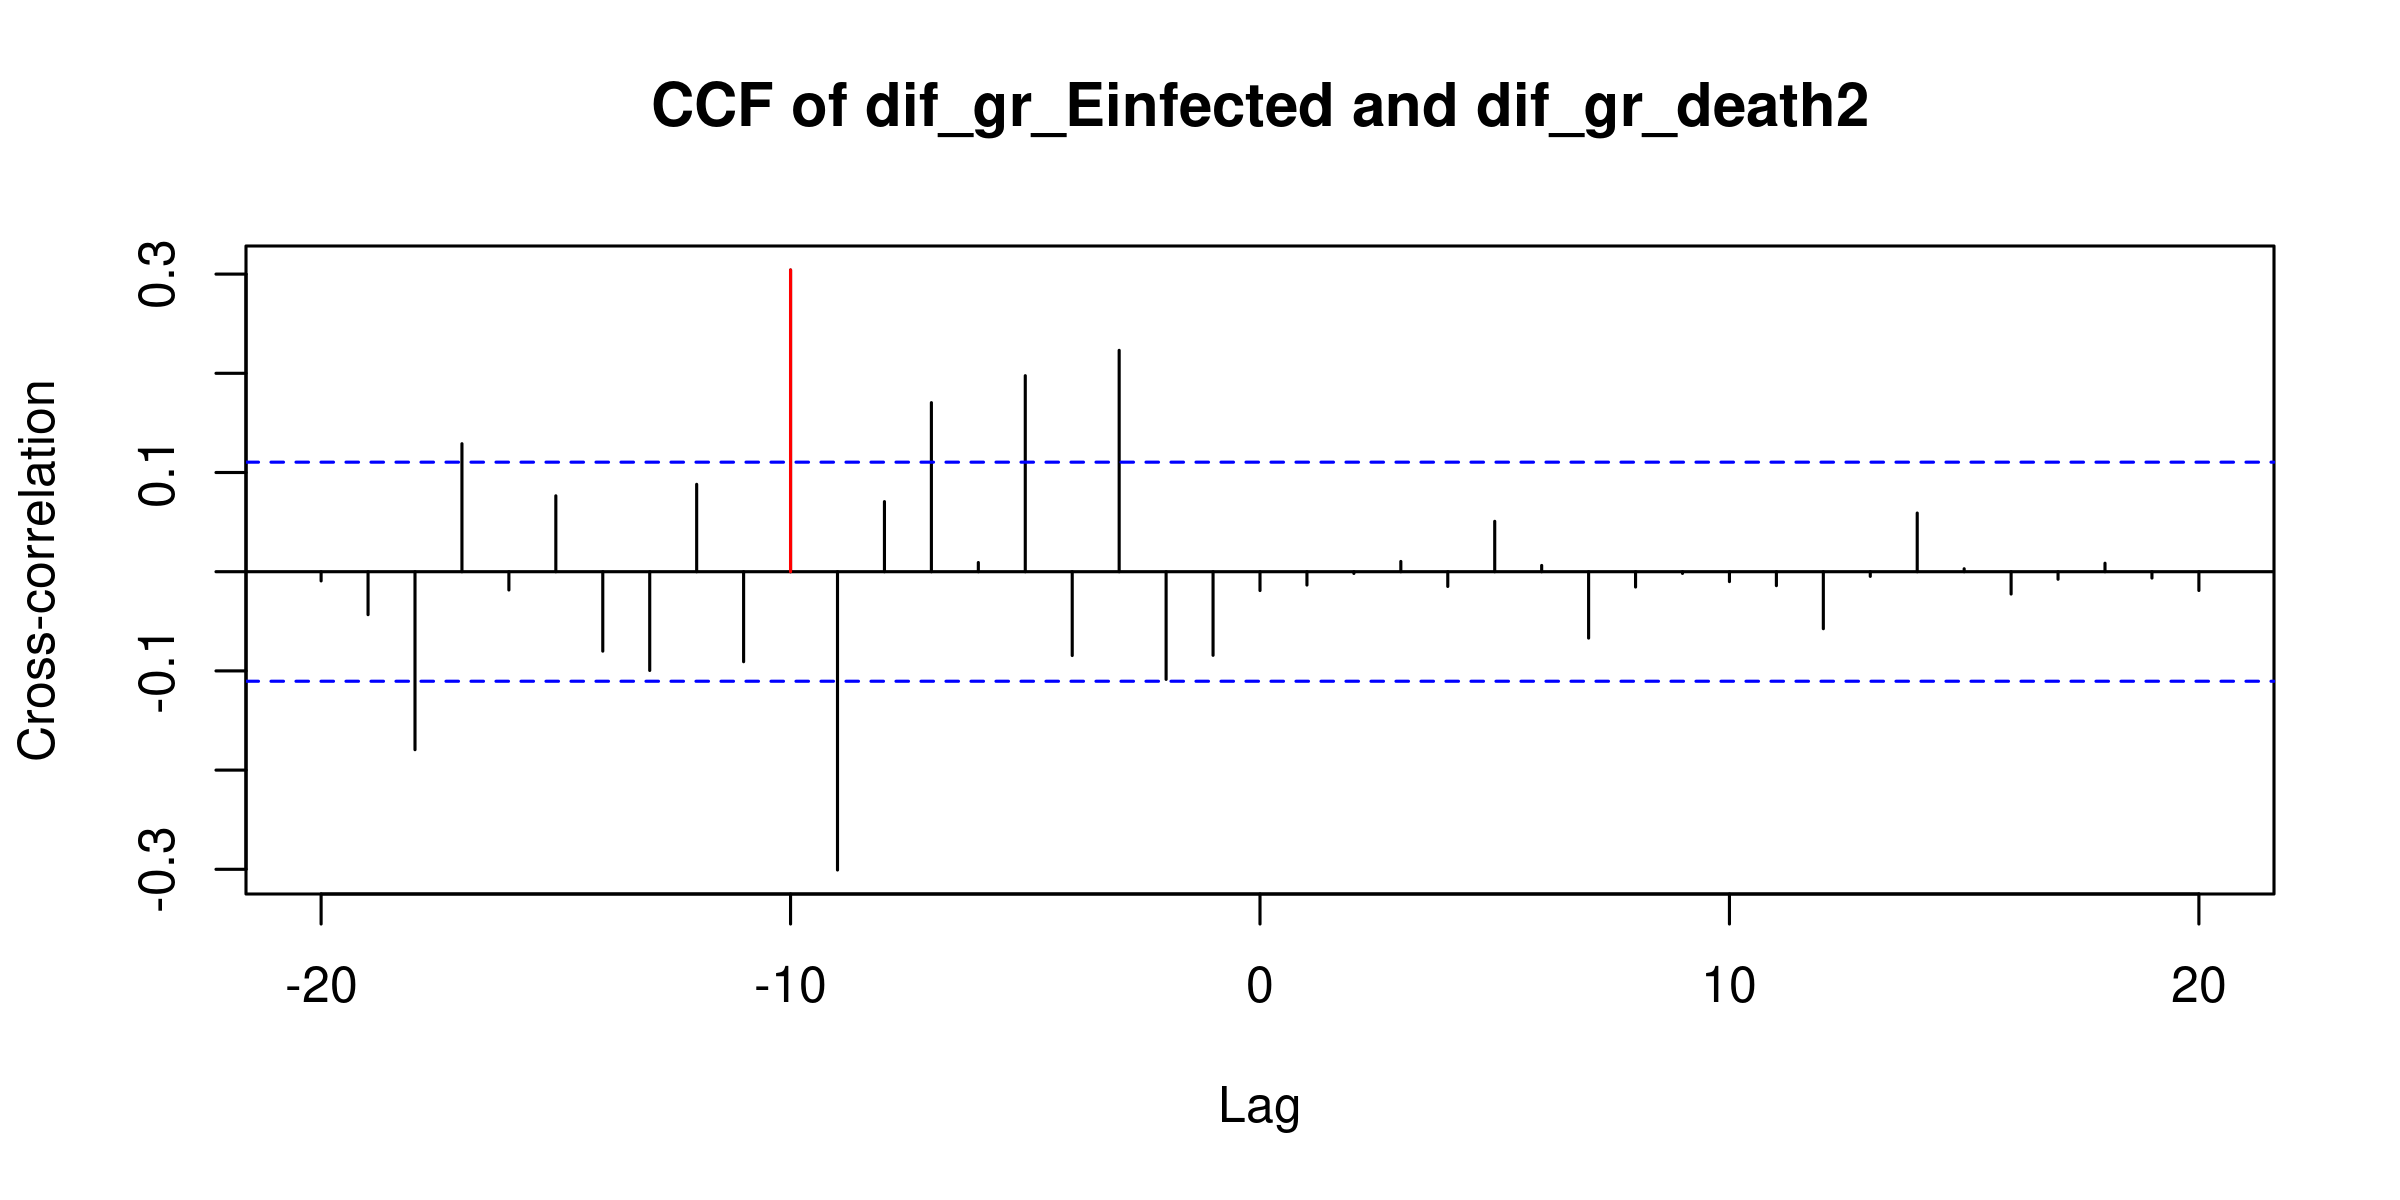 CCF of dif_gr_Einfected and dif_gr_death2
Cross-correlation
0.3
0.1
-0.1
-0.3
-20 -10 0 10 20
Lag